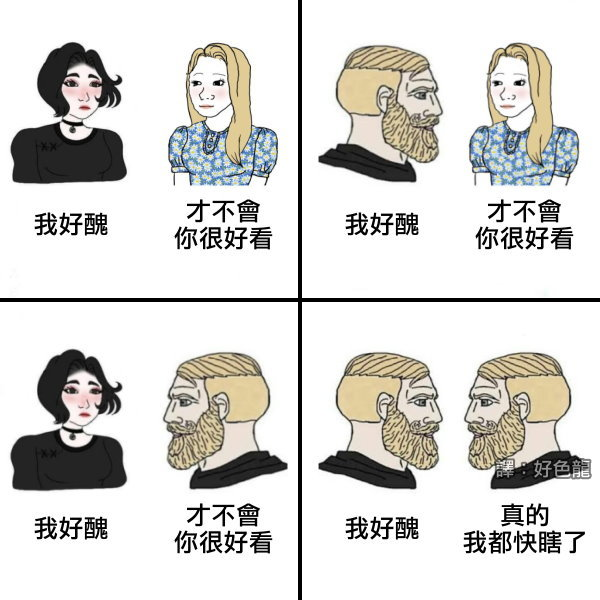 我好醜
才不會
你很好看
我好醜
才不會
你很好看
我好醜
才不會
你很好看
我好醜
真的
我都快瞎了
譯：好色龍